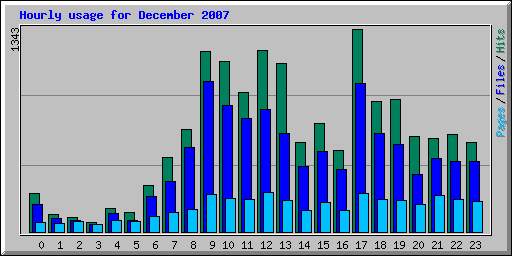 Hourly usage for December 2007
1343
Pages/Files/Hits
0 1 2 3 4 5 6 7 8 9 10 11 12 13 14 15 16 17 18 19 20 21 22 23